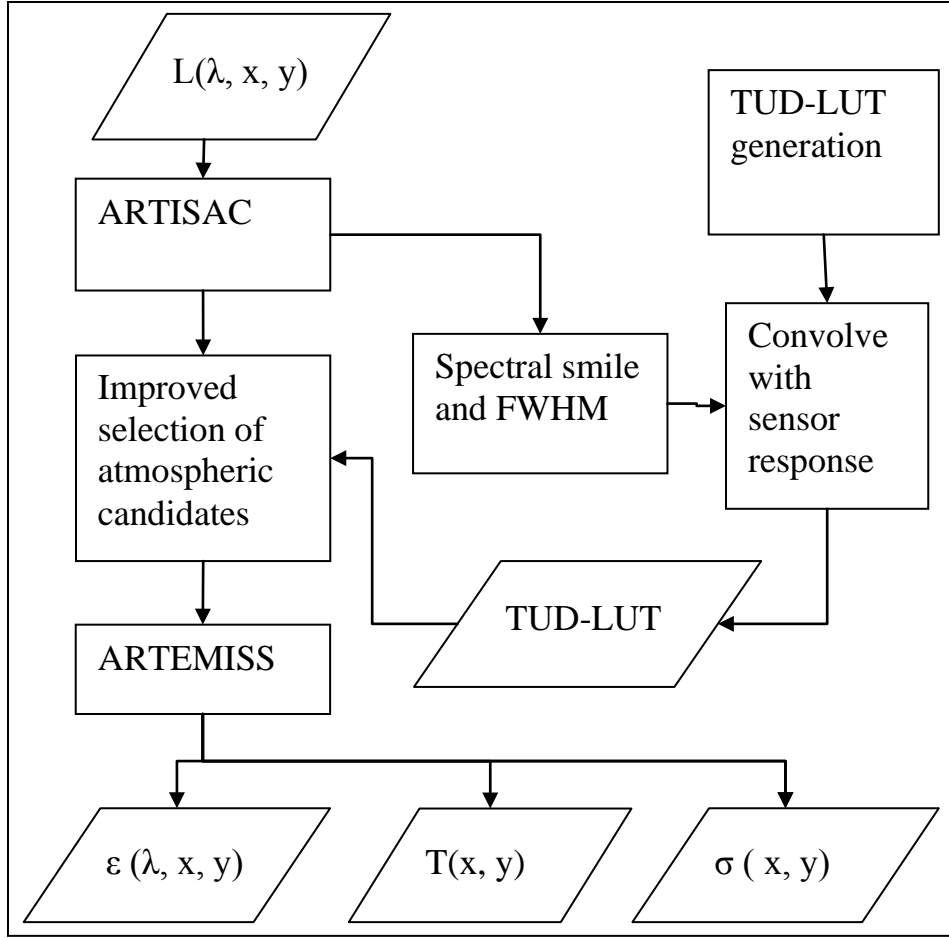 L(λ, x, y)
TUD-LUT
generation
ARTISAC
Spectral smile
and FWHM
Convolve
with
sensor
response
Improved
selection of
atmospheric
candidates
TUD-LUT
ARTEMISS
ε (λ, x, y)
T(x, y)
σ ( x, y)